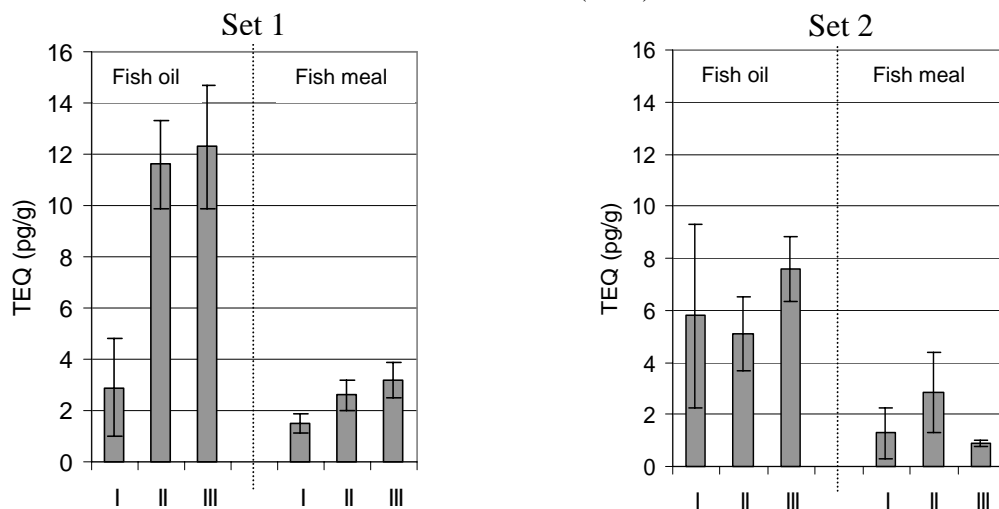 Set 1
16
14
12
10
8
6
4
2
0
TEQ (pg/g)
Fish oil
Fish meal
I II III I II III
Set 2
16
14
12
10
8
6
4
2
0
TEQ (pg/g)
Fish oil
Fish meal
I II III I II III